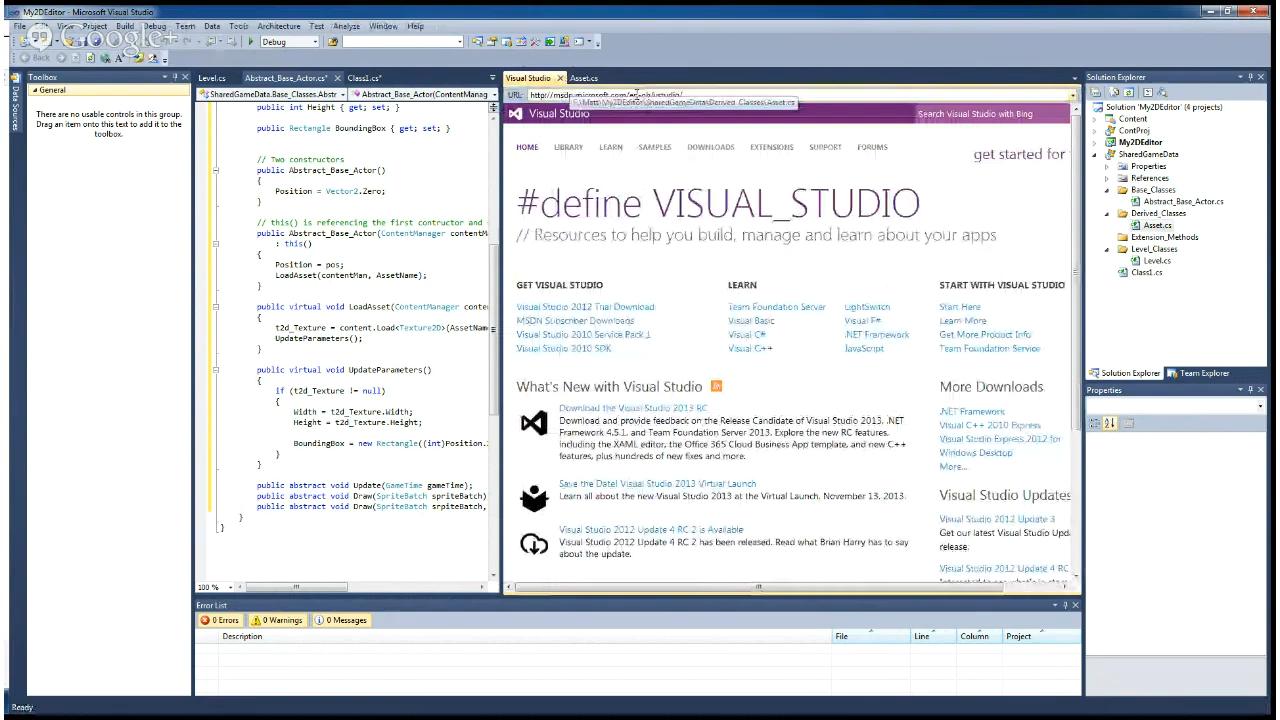 My2DEditor - Microsoft Visual Studio
File Edit View Project Build Debug Team Data Tools Architecture Test Analyze Window Help
Google+
Debug
Back
Toolbox
General
There are no usable controls in this group.
Drag an item onto this text to add it to the
toolbox.
Data Sources
Level.cs Abstract_Base_Actor.cs* Class1.cs*
SharedGameData.Base_Classes.Abstr Abstract_Base_Actor(ContentManager c
public int Height { get; set; }
public Rectangle BoundingBox { get; set; }
// Two constructors
public Abstract_Base_Actor()
{
Position = Vector2.Zero;
}
// this() is referencing the first contructor and
public Abstract_Base_Actor(ContentManager contentM
: this()
{
Position = pos;
LoadAsset(contentMan, AssetName);
}
public virtual void LoadAsset(ContentManager conte
{
t2d_Texture = content.Load<Texture2D>(AssetNam
UpdateParameters();
}
public virtual void UpdateParameters()
{
if (t2d_Texture != null)
{
Width = t2d_Texture.Width;
Height = t2d_Texture.Height;
BoundingBox = new Rectangle((int)Position.
}
}
public abstract void Update(GameTime gameTime);
public abstract void Draw(SpriteBatch spriteBatch)
public abstract void Draw(SpriteBatch srpiteBatch,
}
}
100 %
Visual Studio Asset.cs
URL: http://msdn.microsoft.com/
My2DEditor\SharedGameData\Derived_Classes\Asset.cs
Visual Studio
Search Visual Studio with Bing
HOME LIBRARY LEARN SAMPLES DOWNLOADS EXTENSIONS SUPPORT FORUMS
get started for
#define VISUAL_STUDIO
// Resources to help you build, manage and learn about your apps
GET VISUAL STUDIO
Visual Studio 2012 Trial Download
MSDN Subscriber Downloads
Visual Studio 2010 Service Pack 1
Visual Studio 2010 SDK
LEARN
Team Foundation Server LightSwitch
Visual Basic Visual F#
Visual C# .NET Framework
Visual C++ JavaScript
START WITH VISUAL STUDIO
Start Here
Learn More
Get More Product Info
Team Foundation Service
What's New with Visual Studio
Download the Visual Studio 2013 RC
Download and provide feedback on the Release Candidate of Visual Studio 2013, .NET
Framework 4.5.1, and Team Foundation Server 2013. Explore the new RC features,
including the XAML editor, the Office 365 Cloud Business App template, and new C++
features, plus hundreds of new fixes and more.
Save the Date! Visual Studio 2013 Virtual Launch
Learn all about the new Visual Studio 2013 at the Virtual Launch. November 13, 2013.
Visual Studio 2012 Update 4 RC 2 is Available
Visual Studio 2012 Update 4 RC 2 has been released. Read what Brian Harry has to say
about the update.
More Downloads
.NET Framework
Visual C++ 2010 Express
Visual Studio Express 2012 for
Windows Desktop
More...
Visual Studio Updates
Visual Studio 2012 Update 3
Get our latest Visual Studio Upd
release.
Visual Studio 2012 Update 4 RC
Solution Explorer
Solution 'My2DEditor' (4 projects)
Content
ContProj
My2DEditor
SharedGameData
Properties
References
Base_Classes
Abstract_Base_Actor.cs
Derived_Classes
Asset.cs
Extension_Methods
Level_Classes
Level.cs
Class1.cs
Solution Explorer Team Explorer
Properties
Error List
0 Errors 0 Warnings 0 Messages
Description File Line Column Project
Ready